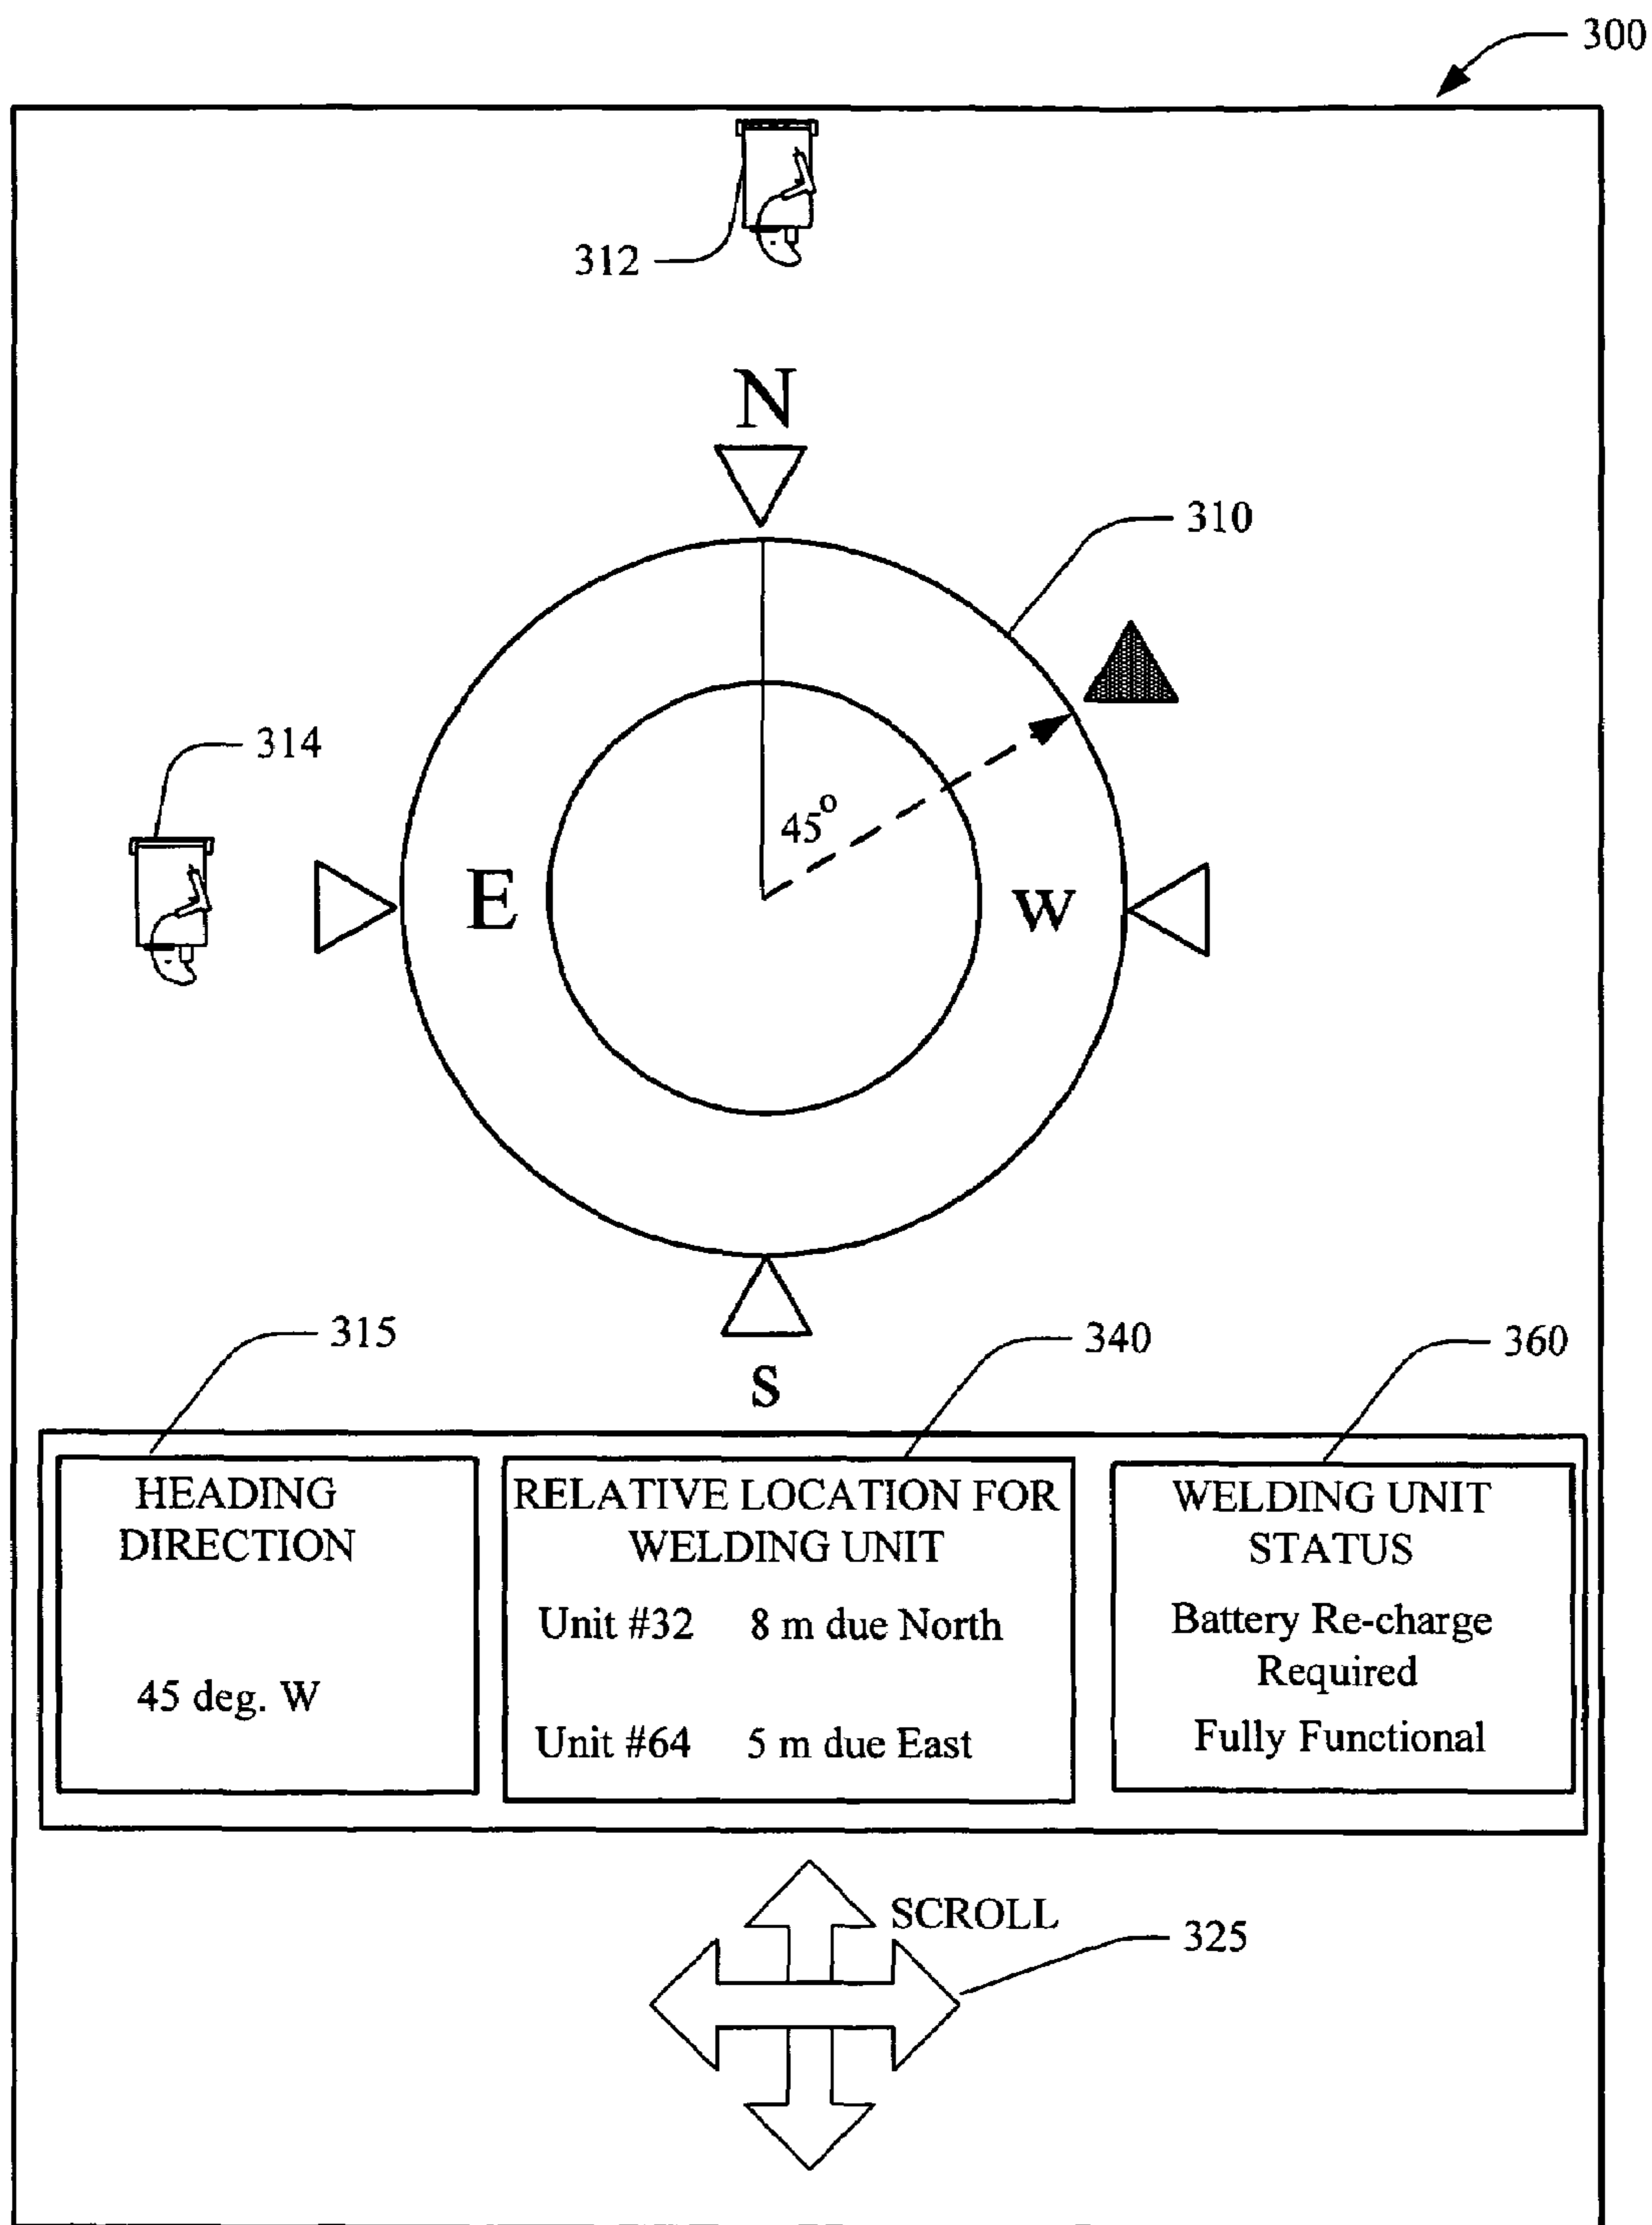 300
312
N
310
314
45°
E
W
315
340
360
S
HEADING
DIRECTION
45 deg. W
RELATIVE LOCATION FOR
WELDING UNIT
Unit #32 8 m due North
Unit #64 5 m due East
WELDING UNIT
STATUS
Battery Re-charge
Required
Fully Functional
SCROLL
325